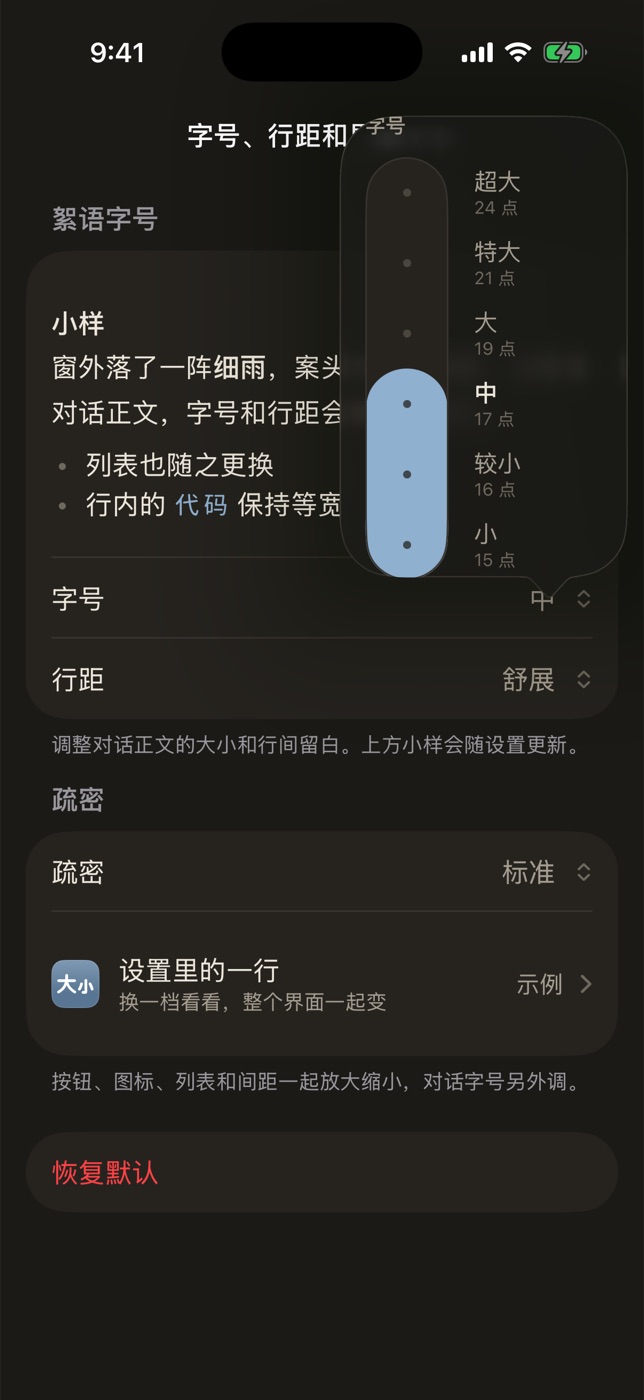 9:41
字号、行距和
字号
超大
24 点
特大
21 点
大
19 点
中
17 点
较小
16 点
小
15 点
絮语字号
小样
窗外落了一阵细雨，案头
对话正文，字号和行距会
• 列表也随之更换
• 行内的 代码 保持等宽
字号 中
行距 舒展
调整对话正文的大小和行间留白。上方小样会随设置更新。
疏密
疏密 标准
大小
设置里的一行 示例
换一档看看，整个界面一起变
按钮、图标、列表和间距一起放大缩小，对话字号另外调。
恢复默认